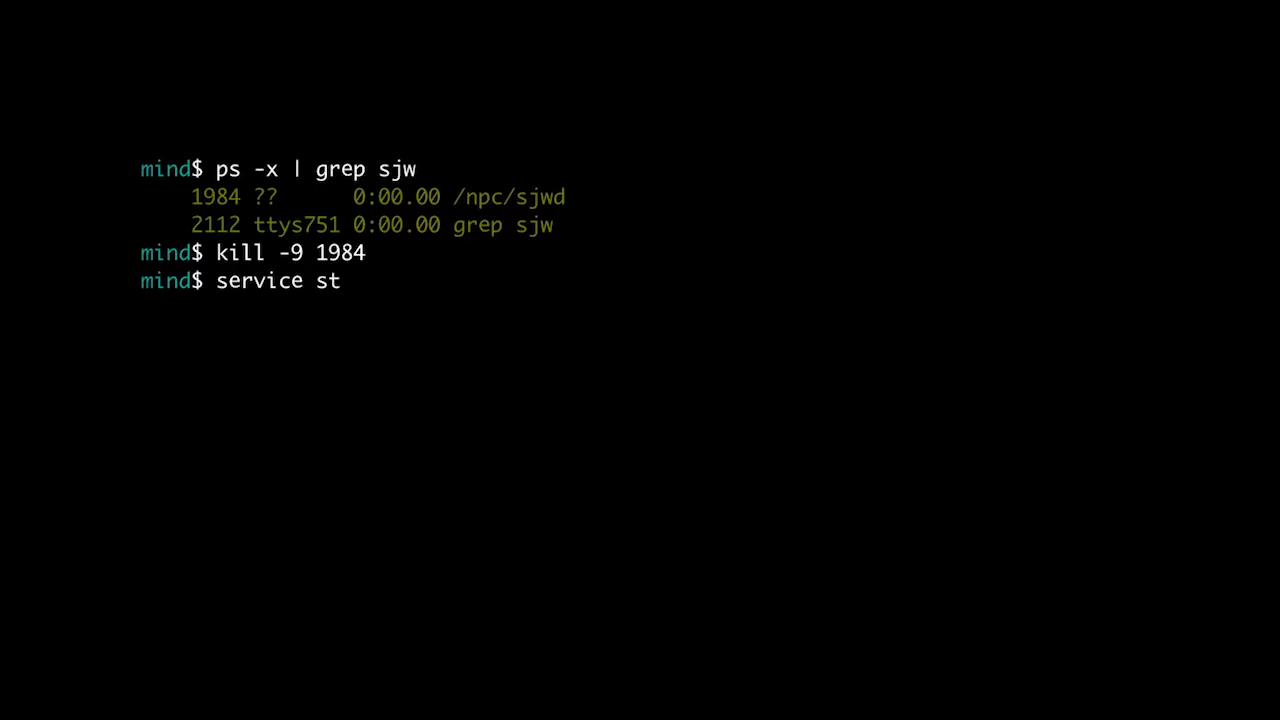 mind$ ps -x | grep sjw
1984 ?? 0:00.00 /npc/sjwd
2112 ttys751 0:00.00 grep sjw
mind$ kill -9 1984
mind$ service st